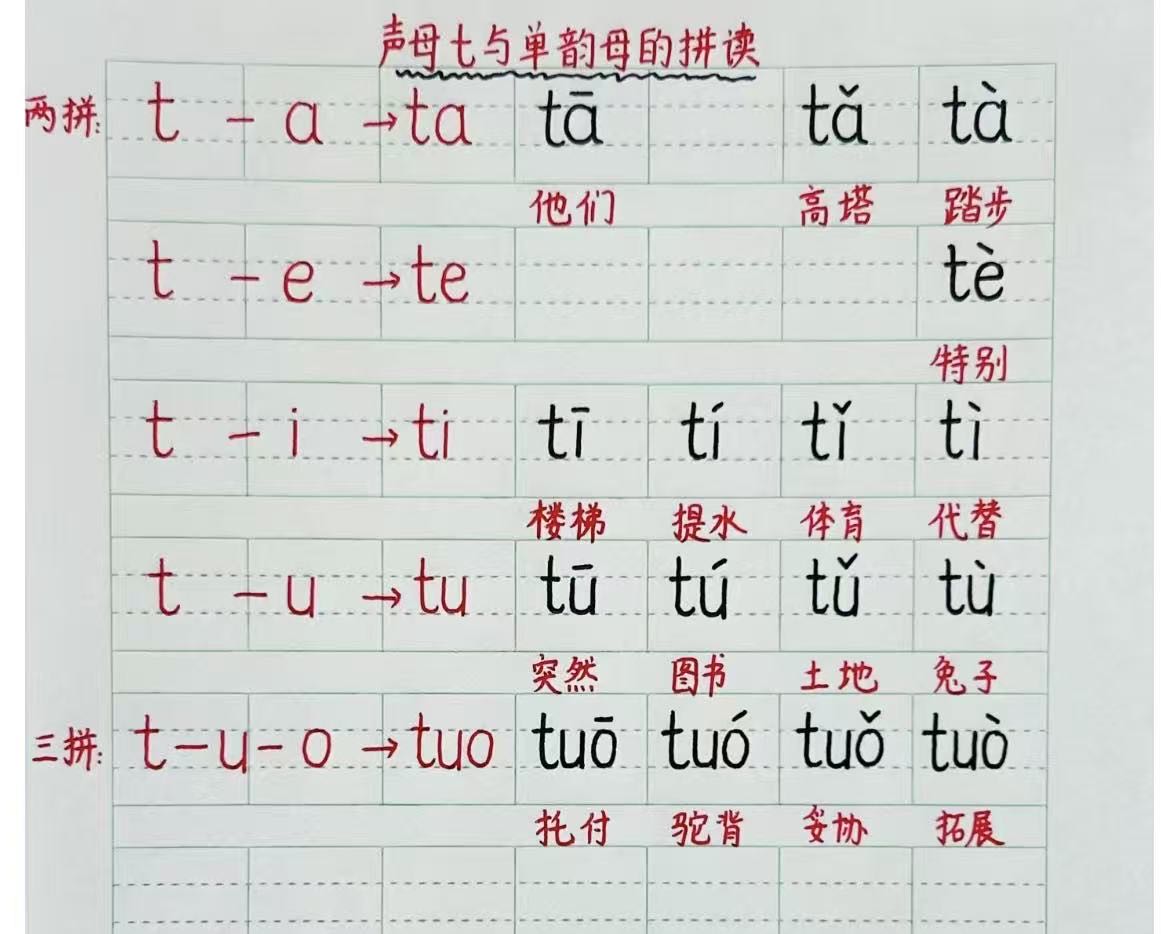 声母t与单韵母的拼读
两拼: t - a →ta tā tǎ tà
他们 高塔 踏步
t - e →te tè
特别
t - i →ti tī tí tǐ tì
楼梯 提水 体育 代替
t - u →tu tū tú tǔ tù
突然 图书 土地 兔子
三拼: t-u-o →tuo tuō tuó tuǒ tuò
托付 驼背 妥协 拓展